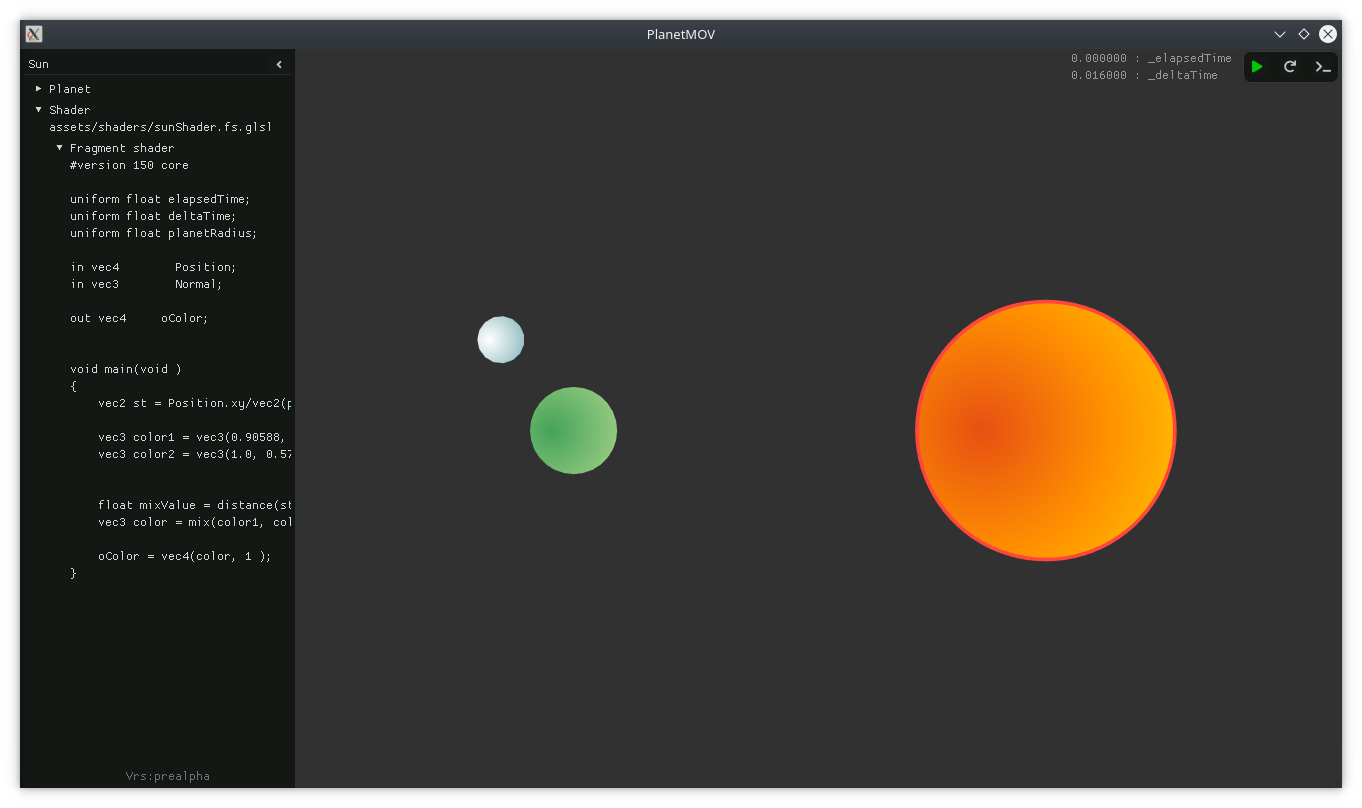 PlanetMOV
Sun
Planet
Shader
assets/shaders/sunShader.fs.glsl
Fragment shader
#version 150 core
uniform float elapsedTime;
uniform float deltaTime;
uniform float planetRadius;
in vec4        Position;
in vec3        Normal;
out vec4     oColor;
void main(void )
{
    vec2 st = Position.xy/vec2(p
    vec3 color1 = vec3(0.90588,
    vec3 color2 = vec3(1.0, 0.57
    float mixValue = distance(st
    vec3 color = mix(color1, col
    oColor = vec4(color, 1 );
}
Vrs:prealpha
0.000000 : _elapsedTime
0.016000 : _deltaTime